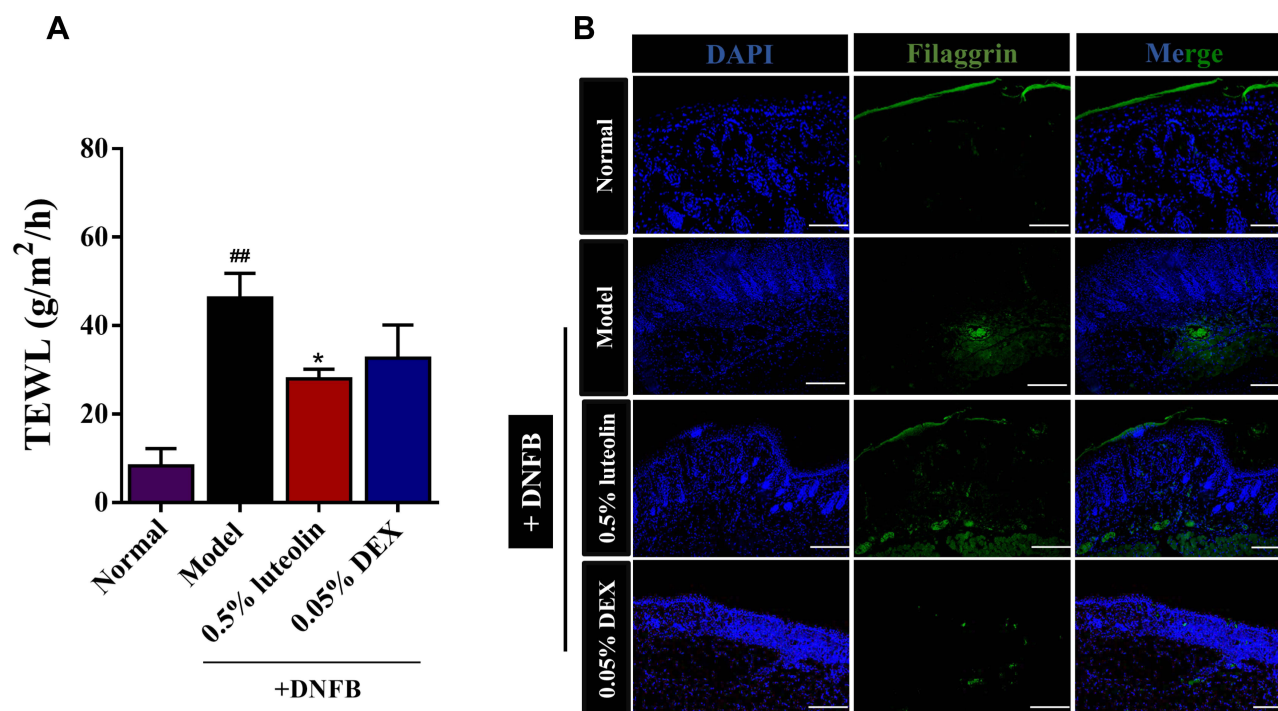 A
80
60
40
20
0
TEWL (g/m²/h)
##
*
Normal
Model
0.5% luteolin
0.05% DEX
+DNFB
B
DAPI
Filaggrin
Merge
Normal
Model
0.5% luteolin
0.05% DEX
+ DNFB